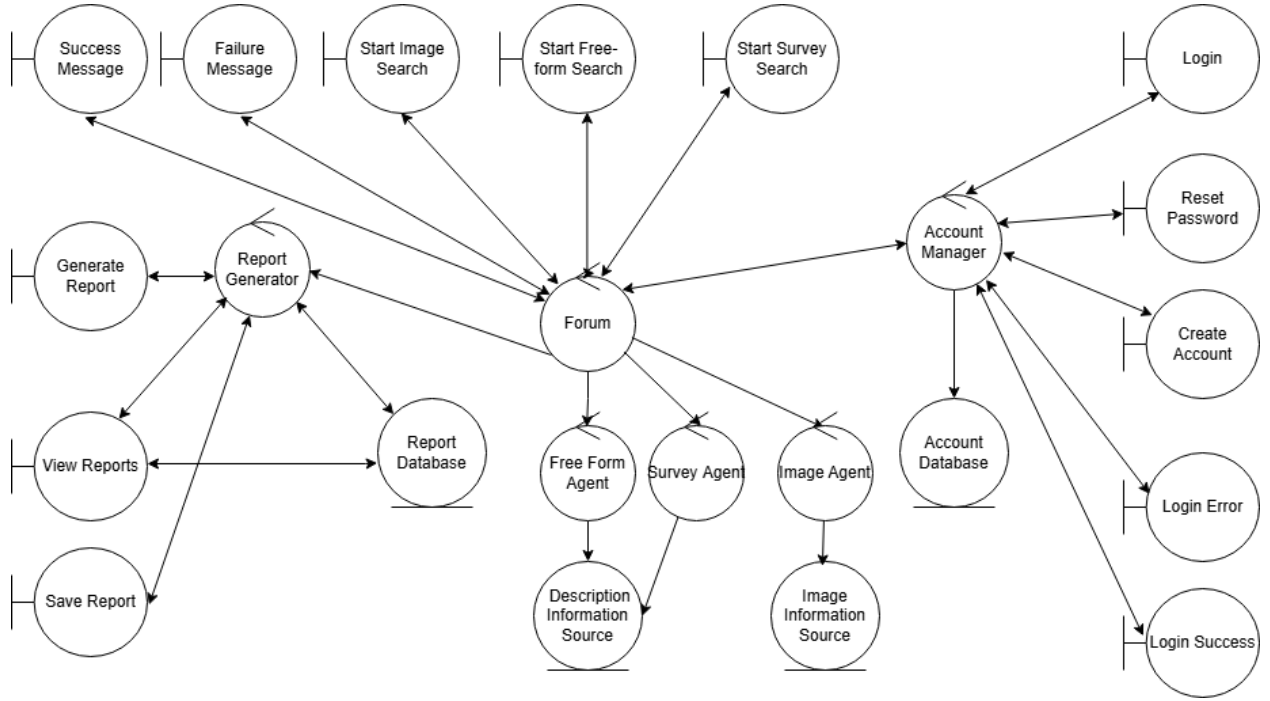 Success
Message
Failure
Message
Start Image
Search
Start Free-
form Search
Start Survey
Search
Login
Reset
Password
Generate
Report
Report
Generator
Account
Manager
Forum
Create
Account
View Reports
Report
Database
Free Form
Agent
Survey Agent
Image Agent
Account
Database
Login Error
Save Report
Description
Information
Source
Image
Information
Source
Login Success